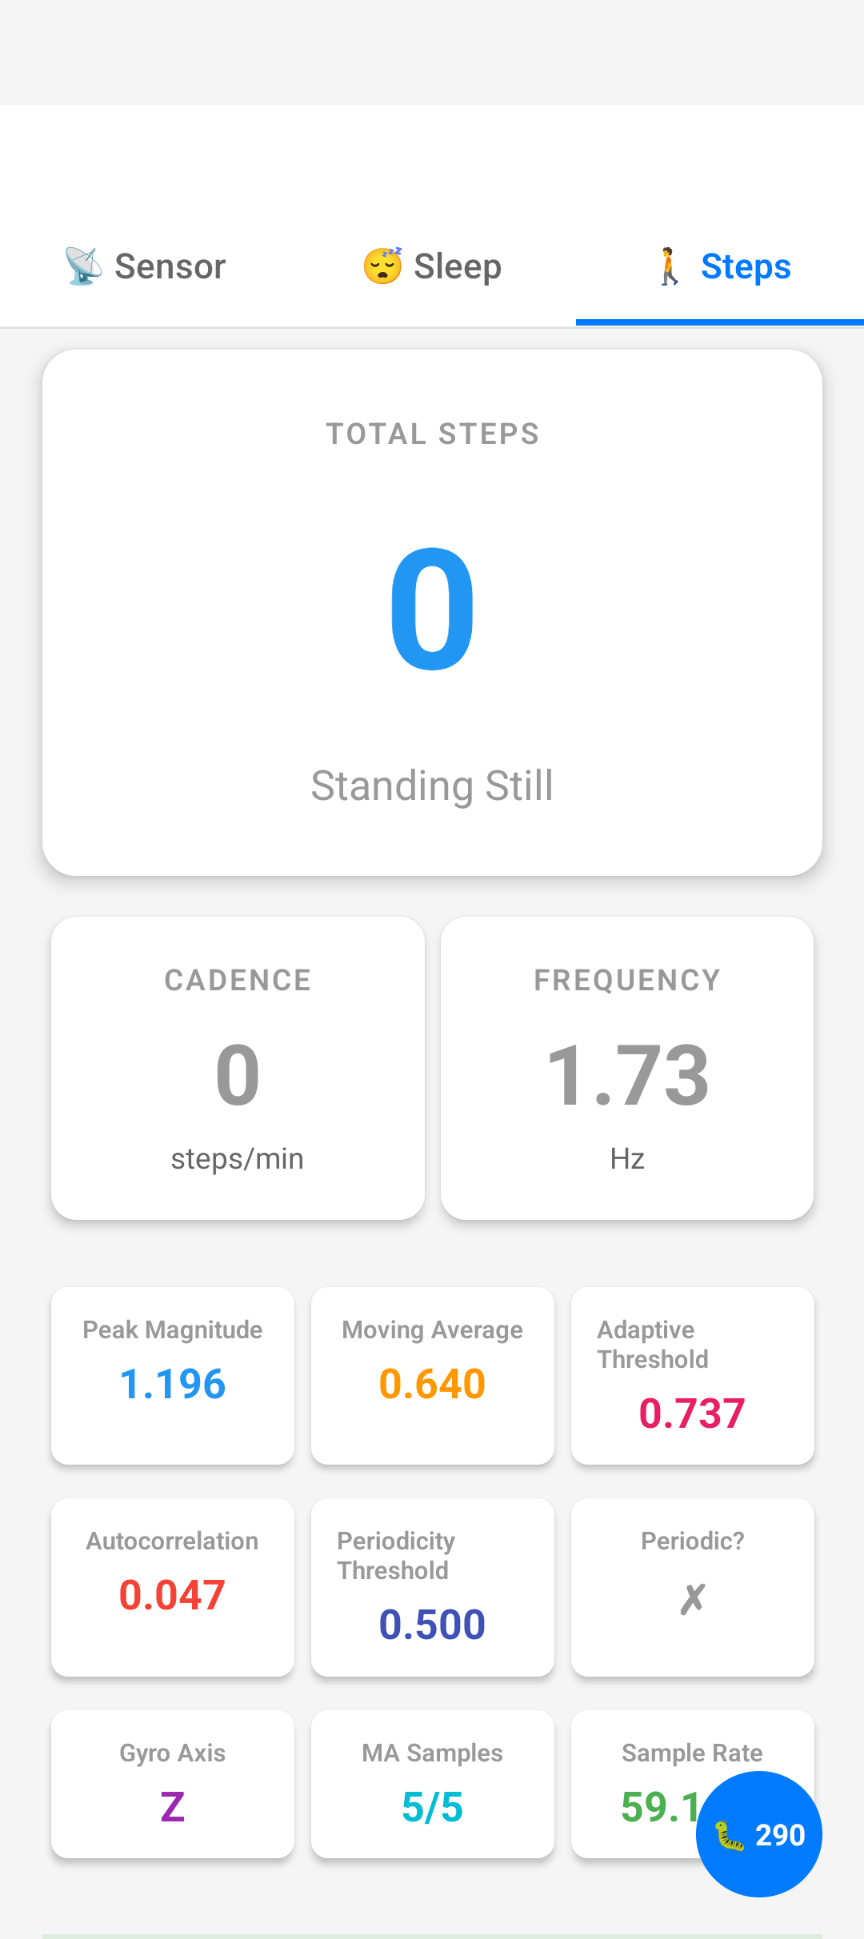 Sensor
Sleep
Steps
TOTAL STEPS
0
Standing Still
CADENCE
0
steps/min
FREQUENCY
1.73
Hz
Peak Magnitude
1.196
Moving Average
0.640
Adaptive
Threshold
0.737
Autocorrelation
0.047
Periodicity
Threshold
0.500
Periodic?
✗
Gyro Axis
Z
MA Samples
5/5
Sample Rate
59.1
290